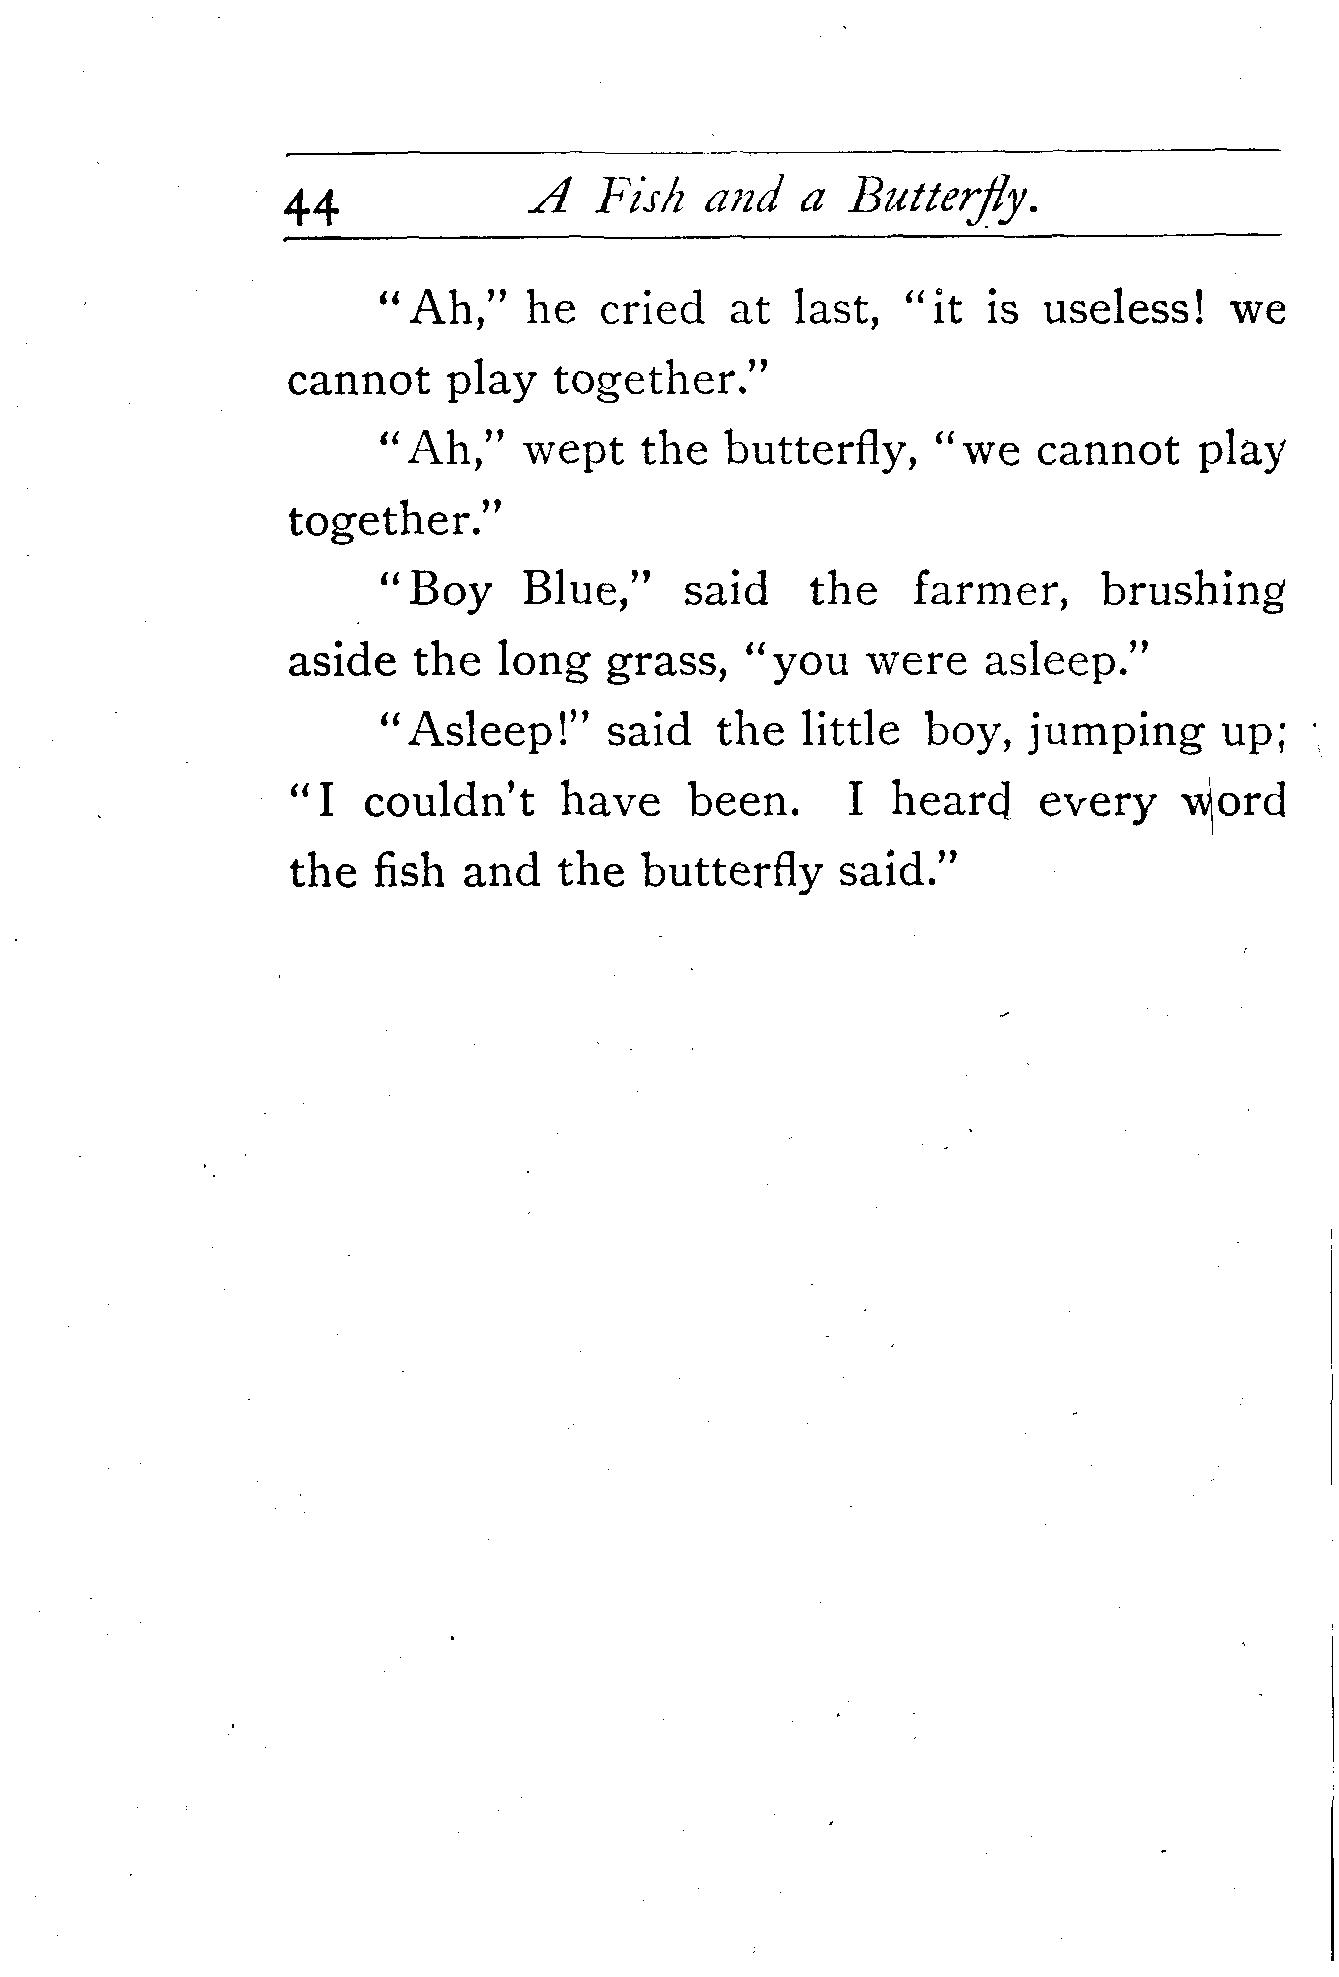 44 A Fish and a Butterfly.
“Ah,” he cried at last, “it is useless! we
cannot play together.”
“Ah,” wept the butterfly, “we cannot play
together.”
“Boy Blue,” said the farmer, brushing
aside the long grass, “you were asleep.”
“Asleep!” said the little boy, jumping up;
“I couldn’t have been. I heard every word
the fish and the butterfly said.”